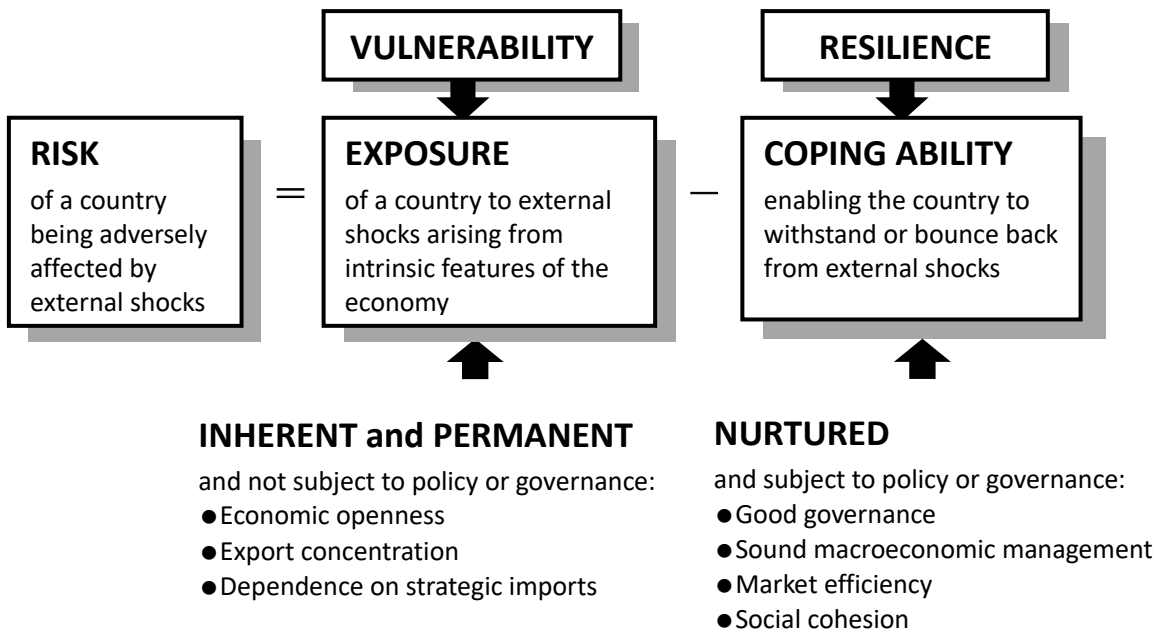 VULNERABILITY
RESILIENCE
RISK
of a country
being adversely
affected by
external shocks
=
EXPOSURE
of a country to external
shocks arising from
intrinsic features of the
economy
−
COPING ABILITY
enabling the country to
withstand or bounce back
from external shocks
INHERENT and PERMANENT
and not subject to policy or governance:
●Economic openness
●Export concentration
●Dependence on strategic imports
NURTURED
and subject to policy or governance:
●Good governance
●Sound macroeconomic management
●Market efficiency
●Social cohesion